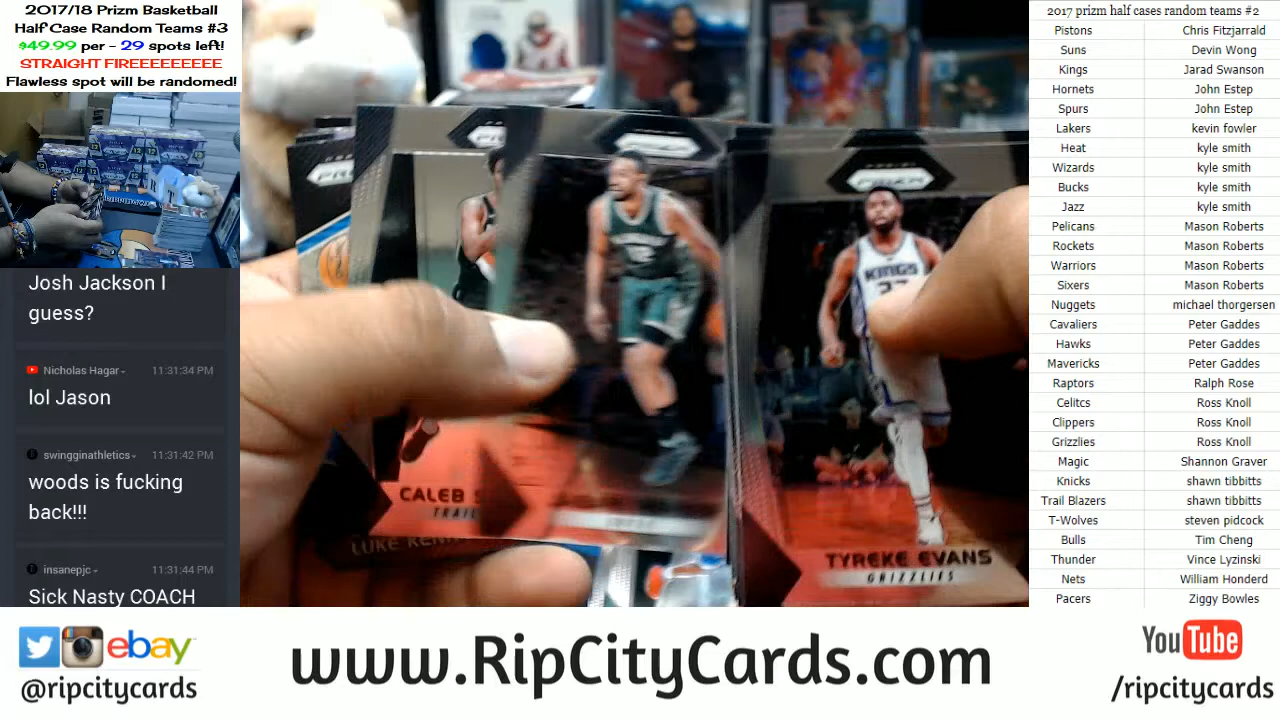 2017/18 Prizm Basketball
Half Case Random Teams #3
$49.99 per - 29 spots left!
STRAIGHT FIREEEEEEEEE
Flawless spot will be randomed!
Josh Jackson I
guess?
Nicholas Hagar 11:31:34 PM
lol Jason
swingginathletics 11:31:42 PM
woods is fucking
back!!!
insanepjc 11:31:44 PM
Sick Nasty COACH
PRIZM
CALEB
TRAIL
TYREKE EVANS
GRIZZLIES
KINGS
LUKE
2017 prizm half cases random teams #2
Pistons Chris Fitzjarrald
Suns Devin Wong
Kings Jarad Swanson
Hornets John Estep
Spurs John Estep
Lakers kevin fowler
Heat kyle smith
Wizards kyle smith
Bucks kyle smith
Jazz kyle smith
Pelicans Mason Roberts
Rockets Mason Roberts
Warriors Mason Roberts
Sixers Mason Roberts
Nuggets michael thorgersen
Cavaliers Peter Gaddes
Hawks Peter Gaddes
Mavericks Peter Gaddes
Raptors Ralph Rose
Celitcs Ross Knoll
Clippers Ross Knoll
Grizzlies Ross Knoll
Magic Shannon Graver
Knicks shawn tibbitts
Trail Blazers shawn tibbitts
T-Wolves steven pidcock
Bulls Tim Cheng
Thunder Vince Lyzinski
Nets William Honderd
Pacers Ziggy Bowles
ebay
@ripcitycards
www.RipCityCards.com
YouTube
/ripcitycards